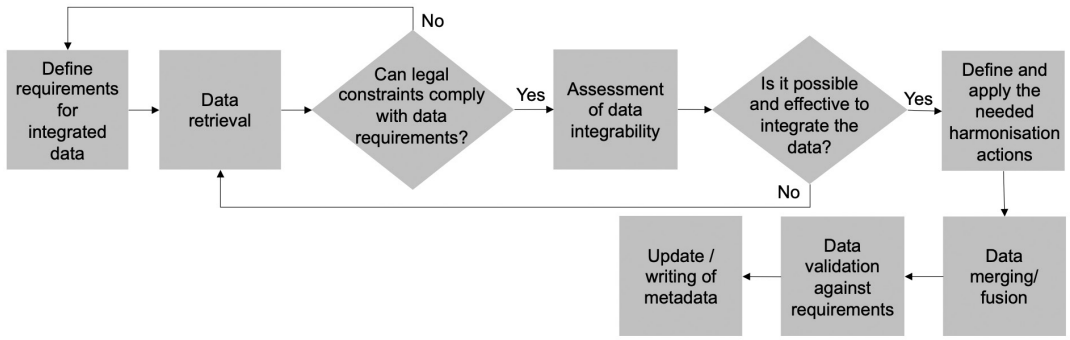 No
Define
requirements
for
integrated
data
Data
retrieval
Can legal
constraints comply
with data
requirements?
Yes
Assessment
of data
integrability
Is it possible
and effective to
integrate the
data?
Yes
Define and
apply the
needed
harmonisation
actions
No
Update /
writing of
metadata
Data
validation
against
requirements
Data
merging/
fusion